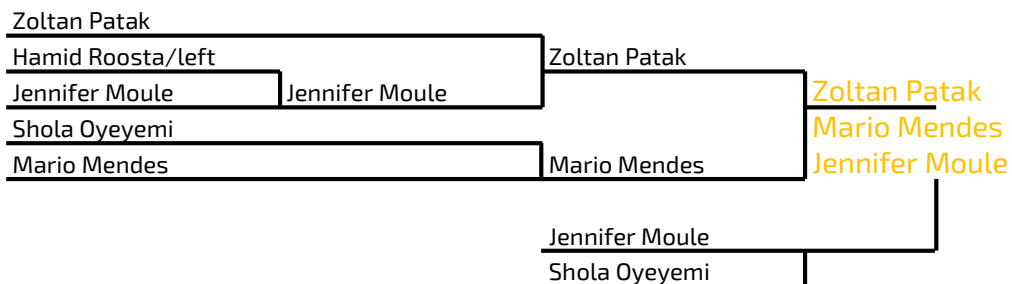 Zoltan Patak
Hamid Roosta/left
Zoltan Patak
Jennifer Moule
Jennifer Moule
Zoltan Patak
Shola Oyeyemi
Mario Mendes
Mario Mendes
Mario Mendes
Jennifer Moule
Jennifer Moule
Shola Oyeyemi